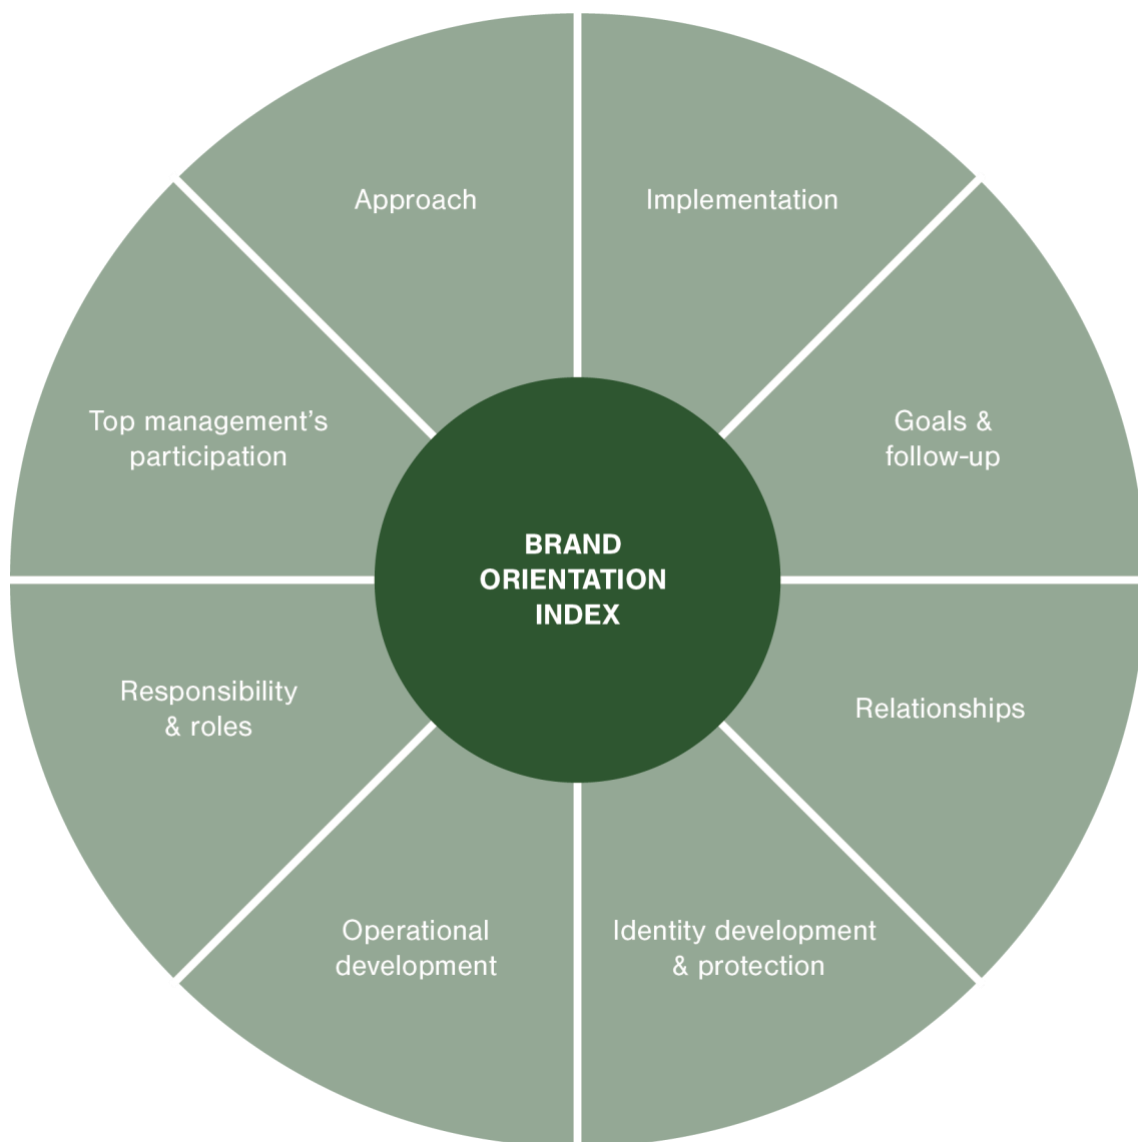 Approach
Implementation
Top management’s
participation
Goals &
follow-up
BRAND
ORIENTATION
INDEX
Responsibility
& roles
Relationships
Operational
development
Identity development
& protection